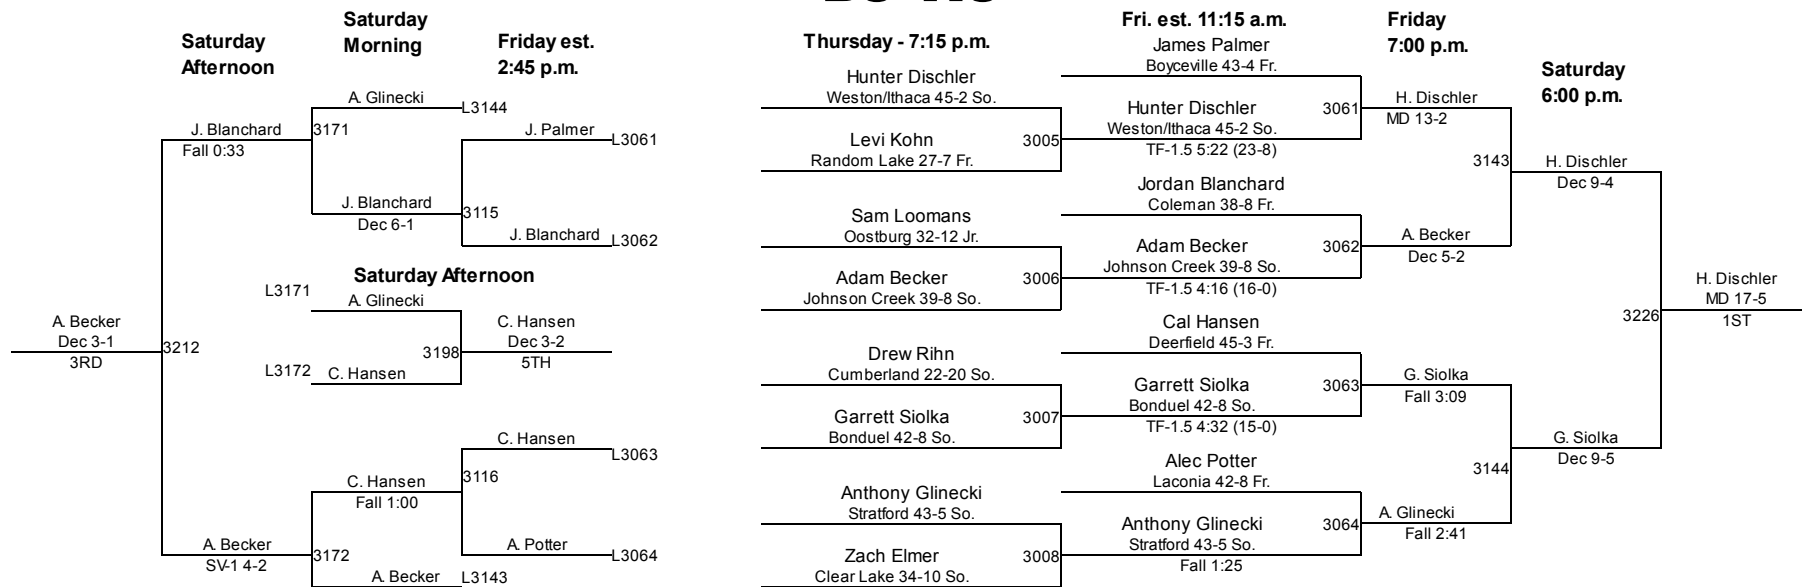 Saturday
Afternoon
Saturday
Morning
Friday est.
2:45 p.m.
A. Glinecki
L3144
J. Blanchard
3171
Fall 0:33
J. Palmer
L3061
J. Blanchard
3115
Dec 6-1
J. Blanchard
L3062
Saturday Afternoon
L3171
A. Glinecki
A. Becker
Dec 3-1
3RD
3212
C. Hansen
Dec 3-2
5TH
3198
L3172
C. Hansen
C. Hansen
L3063
C. Hansen
3116
Fall 1:00
A. Becker
3172
SV-1 4-2
A. Potter
L3064
A. Becker
L3143
Thursday - 7:15 p.m.
Hunter Dischler
Weston/Ithaca 45-2 So.
Levi Kohn
3005
Random Lake 27-7 Fr.
Sam Loomans
Oostburg 32-12 Jr.
Adam Becker
3006
Johnson Creek 39-8 So.
Drew Rihn
Cumberland 22-20 So.
Garrett Siolka
3007
Bonduel 42-8 So.
Anthony Glinecki
Stratford 43-5 So.
Zach Elmer
3008
Clear Lake 34-10 So.
Fri. est. 11:15 a.m.
James Palmer
Boyceville 43-4 Fr.
Hunter Dischler
3061
Weston/Ithaca 45-2 So.
TF-1.5 5:22 (23-8)
Jordan Blanchard
Coleman 38-8 Fr.
Adam Becker
3062
Johnson Creek 39-8 So.
TF-1.5 4:16 (16-0)
Cal Hansen
Deerfield 45-3 Fr.
Garrett Siolka
3063
Bonduel 42-8 So.
TF-1.5 4:32 (15-0)
Alec Potter
Laconia 42-8 Fr.
Anthony Glinecki
3064
Stratford 43-5 So.
Fall 1:25
Friday
7:00 p.m.
H. Dischler
MD 13-2
3143
A. Becker
Dec 5-2
G. Siolka
Fall 3:09
3144
A. Glinecki
Fall 2:41
Saturday
6:00 p.m.
H. Dischler
Dec 9-4
3226
G. Siolka
Dec 9-5
H. Dischler
MD 17-5
1ST